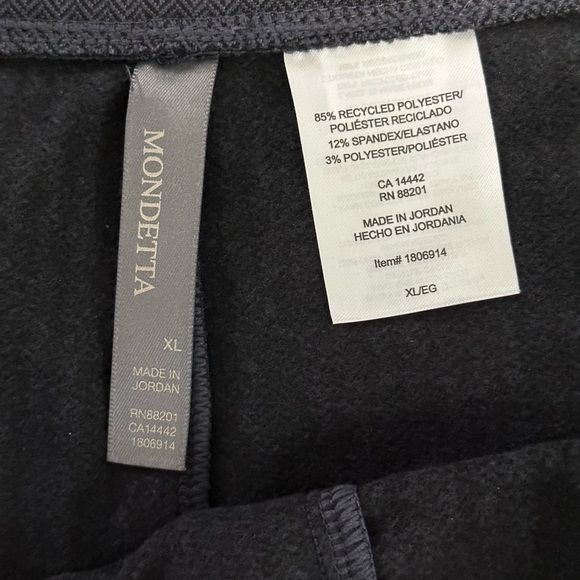 MONDETTA
XL
MADE IN
JORDAN
RN88201
CA14442
1806914
85% RECYCLED POLYESTER/
POLIÉSTER RECICLADO
12% SPANDEX/ELASTANO
3% POLYESTER/POLIÉSTER
CA 14442
RN 88201
MADE IN JORDAN
HECHO EN JORDANIA
Item# 1806914
XL/EG